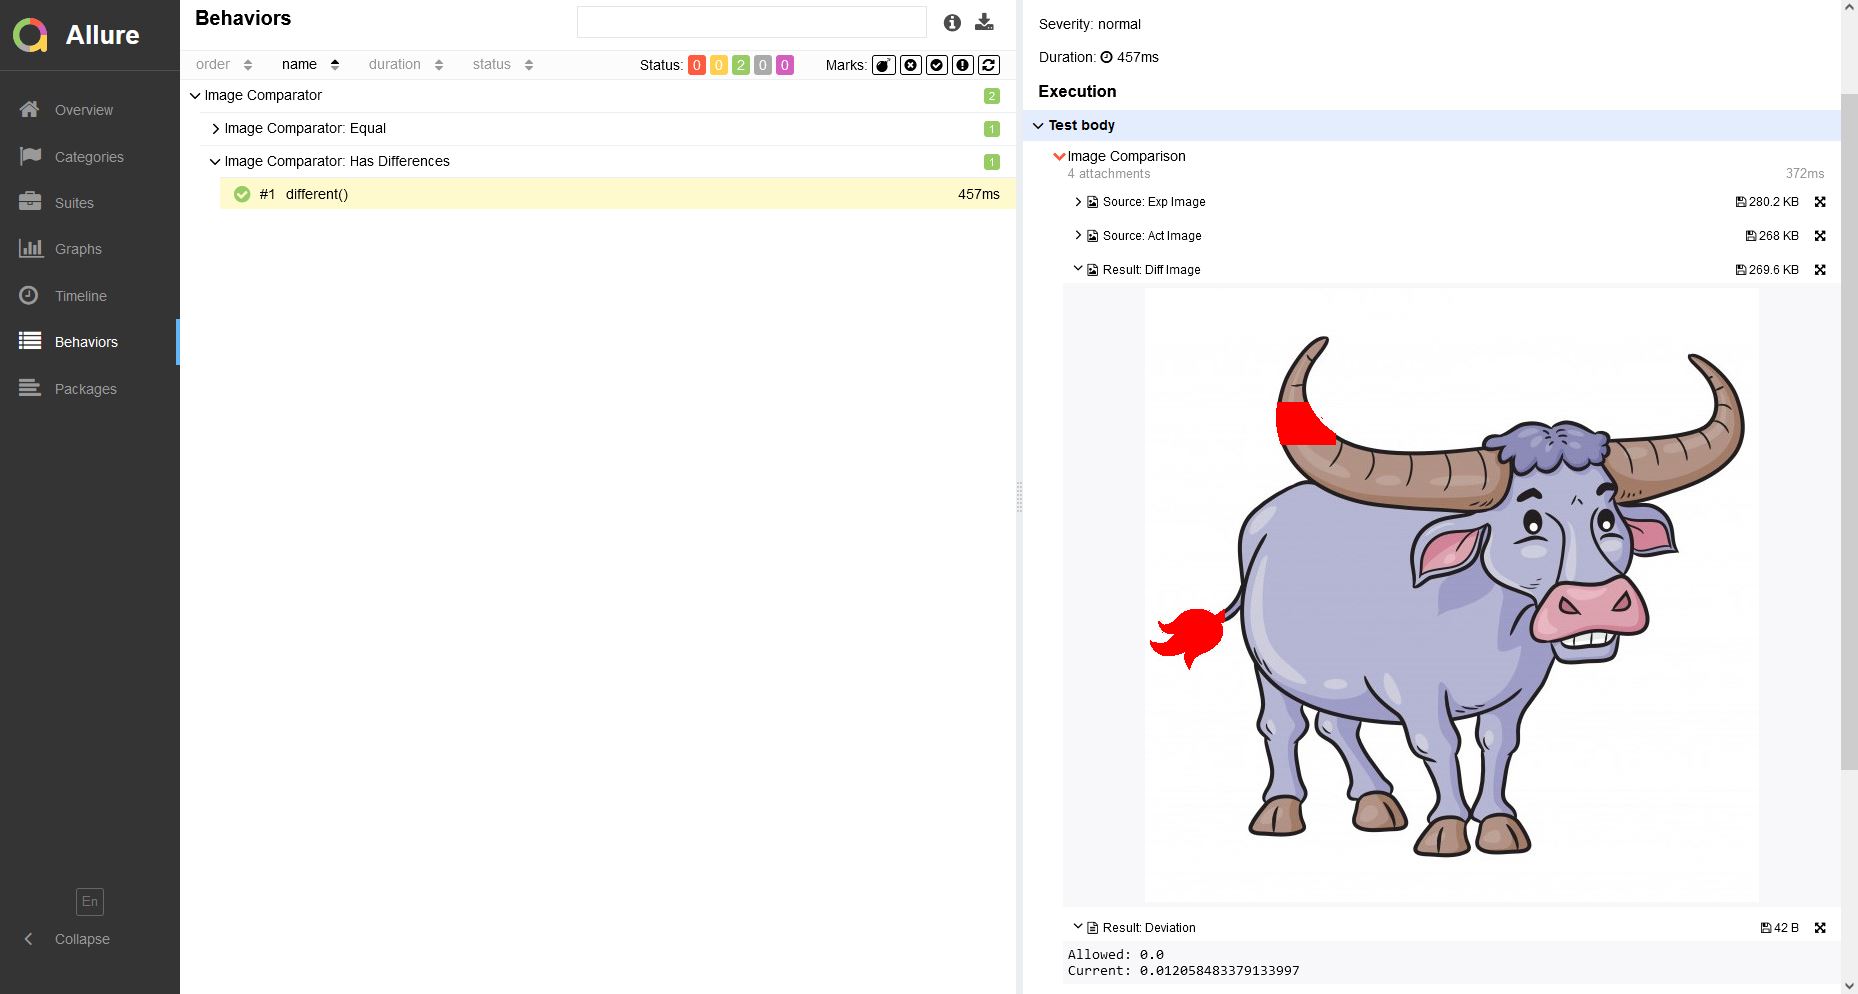 Allure
Overview
Categories
Suites
Graphs
Timeline
Behaviors
Packages
En
Collapse
Behaviors
order name duration status Status: 0 0 2 0 0 Marks:
Image Comparator 2
Image Comparator: Equal 1
Image Comparator: Has Differences 1
#1 different() 457ms
Severity: normal
Duration: 457ms
Execution
Test body
Image Comparison
4 attachments 372ms
Source: Exp Image 280.2 KB
Source: Act Image 268 KB
Result: Diff Image 269.6 KB
Result: Deviation 42 B
Allowed: 0.0
Current: 0.012058483379133997